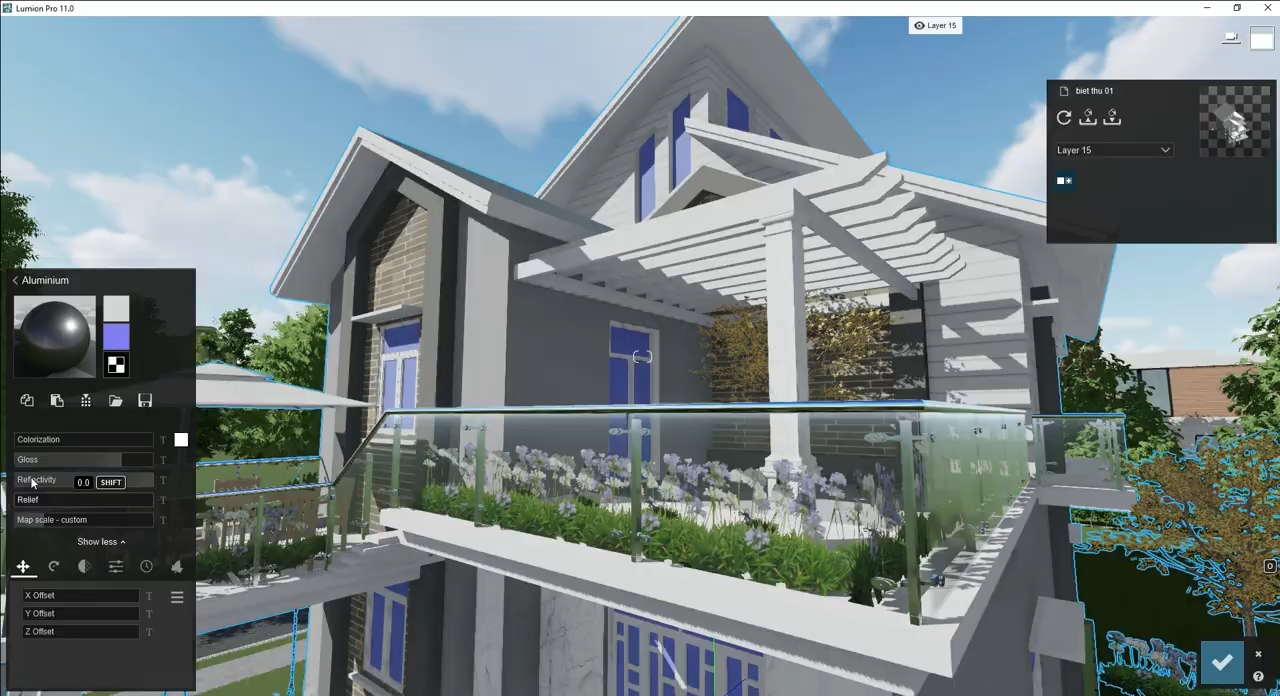 Lumion Pro 11.0
Layer 15
biet thu 01
Layer 15
Aluminium
Colorization T
Gloss T
Reflectivity 0.0 SHIFT T
Relief T
Map scale - custom T
Show less
X Offset T
Y Offset T
Z Offset T
O
?